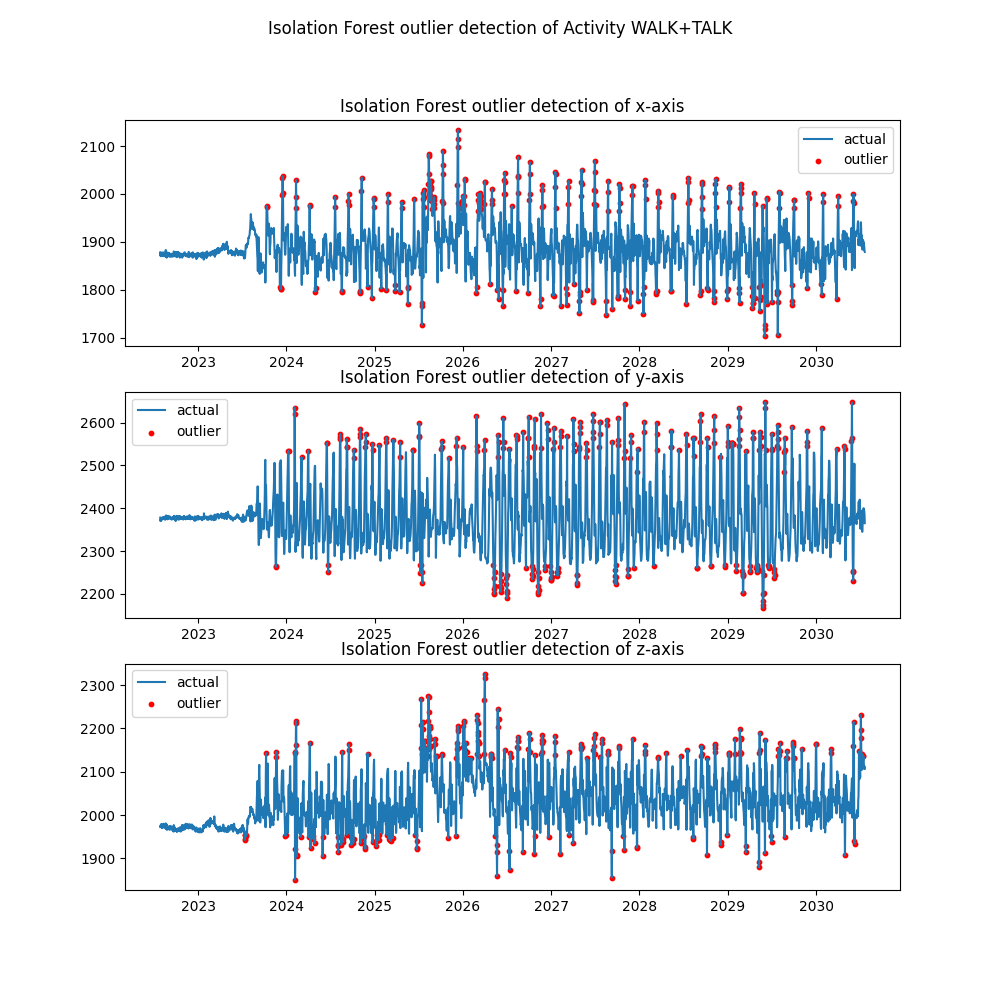 Isolation Forest outlier detection of Activity WALK+TALK
Isolation Forest outlier detection of x-axis
2100
2000
1900
1800
1700
actual
outlier
2023 2024 2025 2026 2027 2028 2029 2030
Isolation Forest outlier detection of y-axis
2600
2500
2400
2300
2200
actual
outlier
2023 2024 2025 2026 2027 2028 2029 2030
Isolation Forest outlier detection of z-axis
2300
2200
2100
2000
1900
actual
outlier
2023 2024 2025 2026 2027 2028 2029 2030